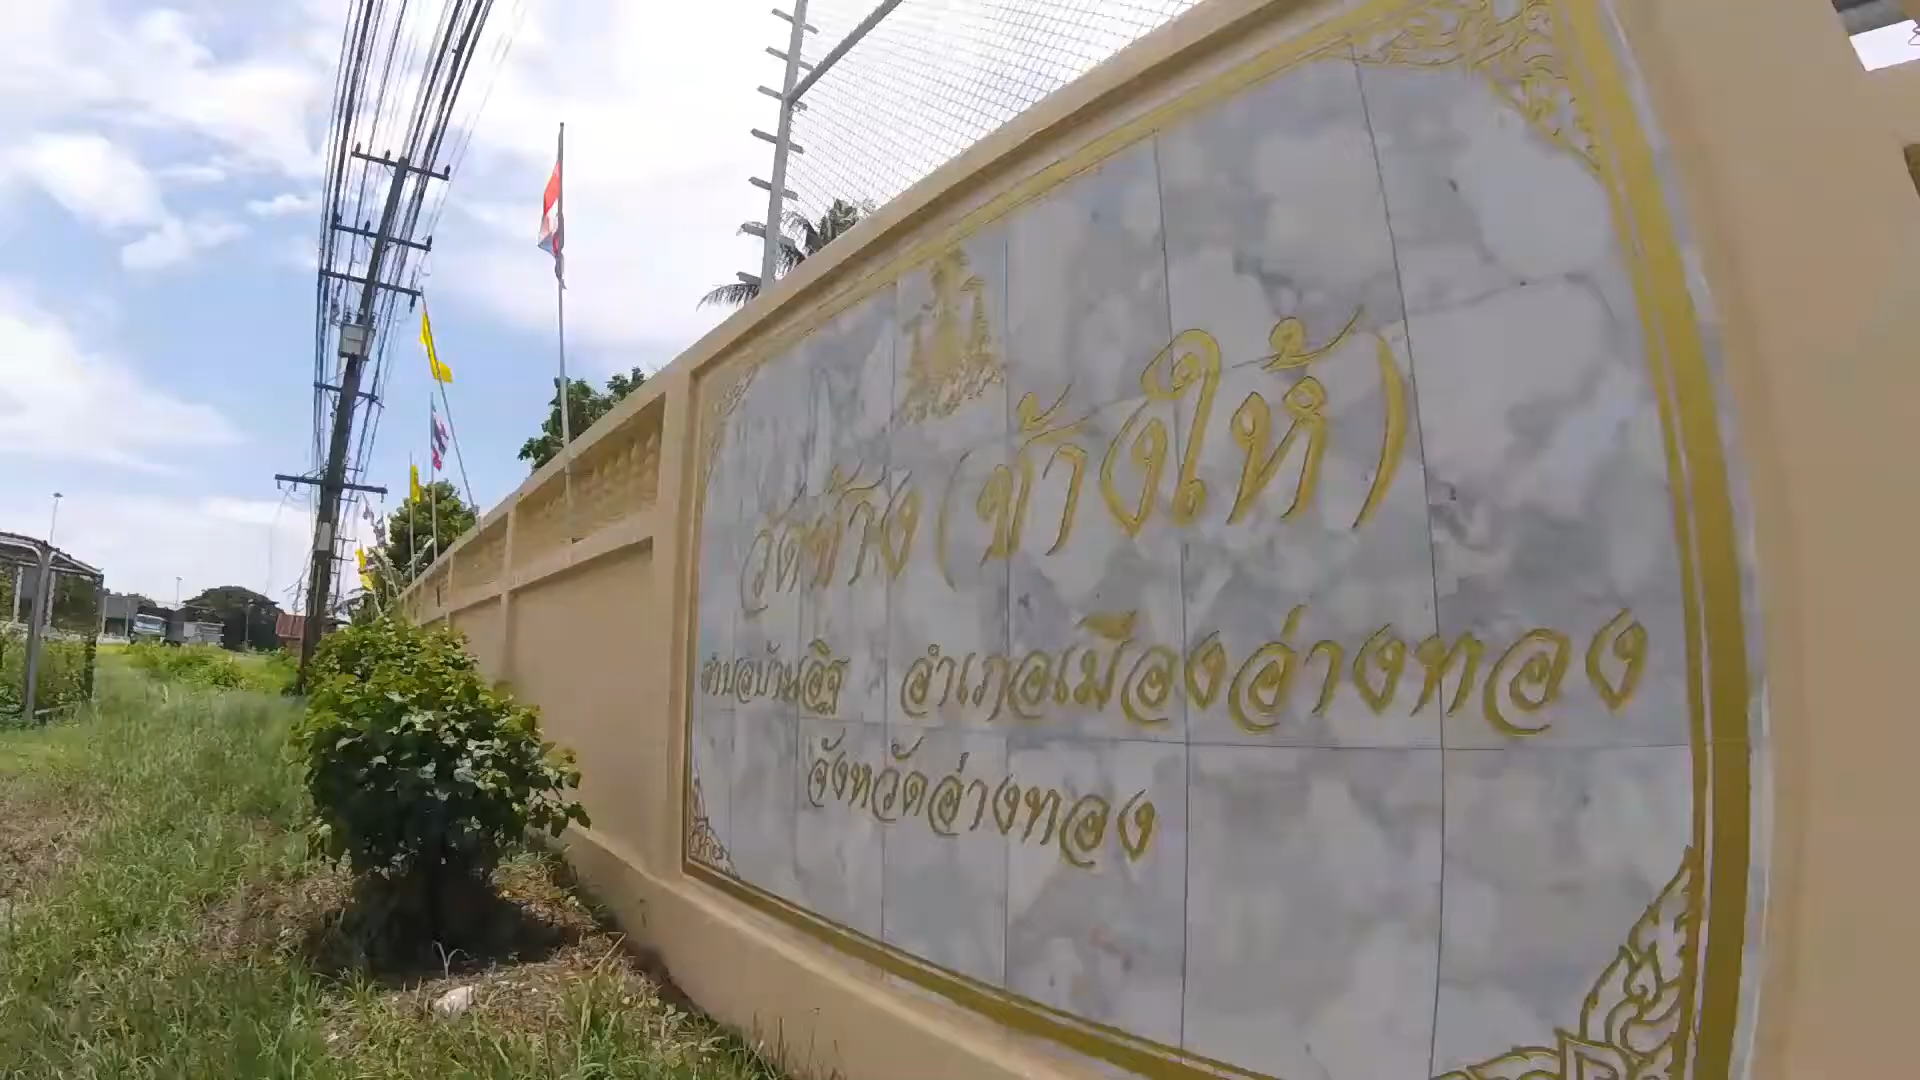 วัดช้าง (ช้างให้)
ตำบลบ้านอิฐ อำเภอเมืองอ่างทอง
จังหวัดอ่างทอง